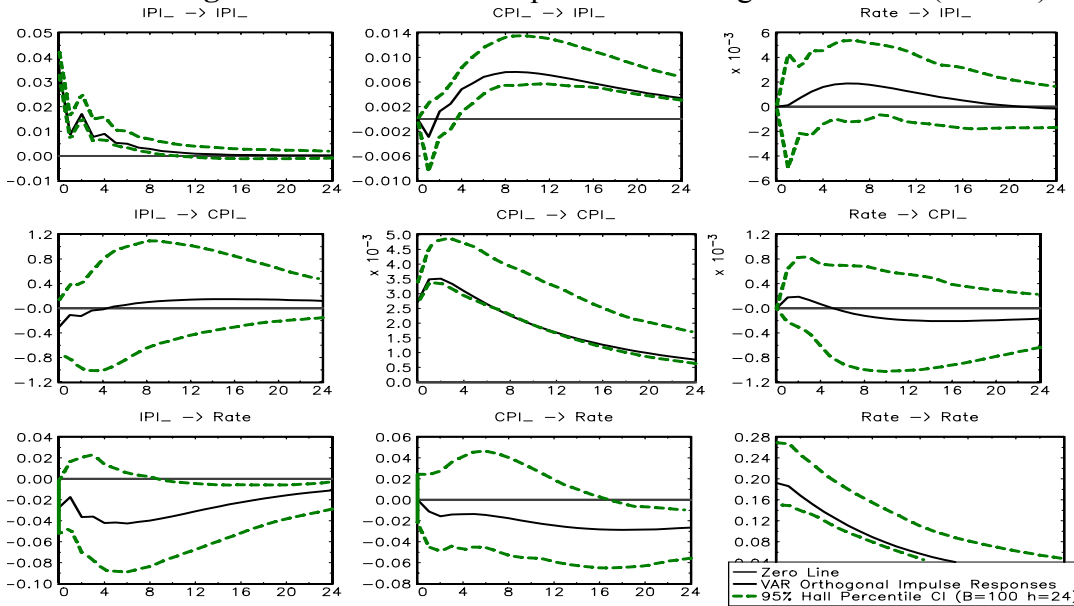 IPI_ -> IPI_
CPI_ -> IPI_
Rate -> IPI_
0.05
0.04
0.03
0.02
0.01
0.00
-0.01
0 4 8 12 16 20 24
0.014
0.010
0.006
0.002
-0.002
-0.006
-0.010
0 4 8 12 16 20 24
x 10⁻³
6
4
2
0
-2
-4
-6
0 4 8 12 16 20 24
IPI_ -> CPI_
CPI_ -> CPI_
Rate -> CPI_
1.2
0.8
0.4
-0.0
-0.4
-0.8
-1.2
0 4 8 12 16 20 24
x 10⁻³
5.0
4.5
4.0
3.5
3.0
2.5
2.0
1.5
1.0
0.5
0.0
0 4 8 12 16 20 24
x 10⁻³
1.2
0.8
0.4
-0.0
-0.4
-0.8
-1.2
0 4 8 12 16 20 24
IPI_ -> Rate
CPI_ -> Rate
Rate -> Rate
0.04
0.02
0.00
-0.02
-0.04
-0.06
-0.08
-0.10
0 4 8 12 16 20 24
0.06
0.04
0.02
0.00
-0.02
-0.04
-0.06
-0.08
0 4 8 12 16 20 24
0.28
0.24
0.20
0.16
0.12
0.08
Zero Line
VAR Orthogonal Impulse Responses
95% Hall Percentile CI (B=100 h=24)